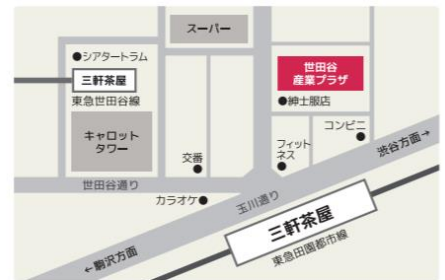 スーパー
●シアタートラム
三軒茶屋
東急世田谷線
キャロット
タワー
世田谷
産業プラザ
●紳士服店
コンビニ
フィット
ネス
交番
渋谷方面→
世田谷通り
カラオケ●
玉川通り
三軒茶屋
東急田園都市線
←駒沢方面